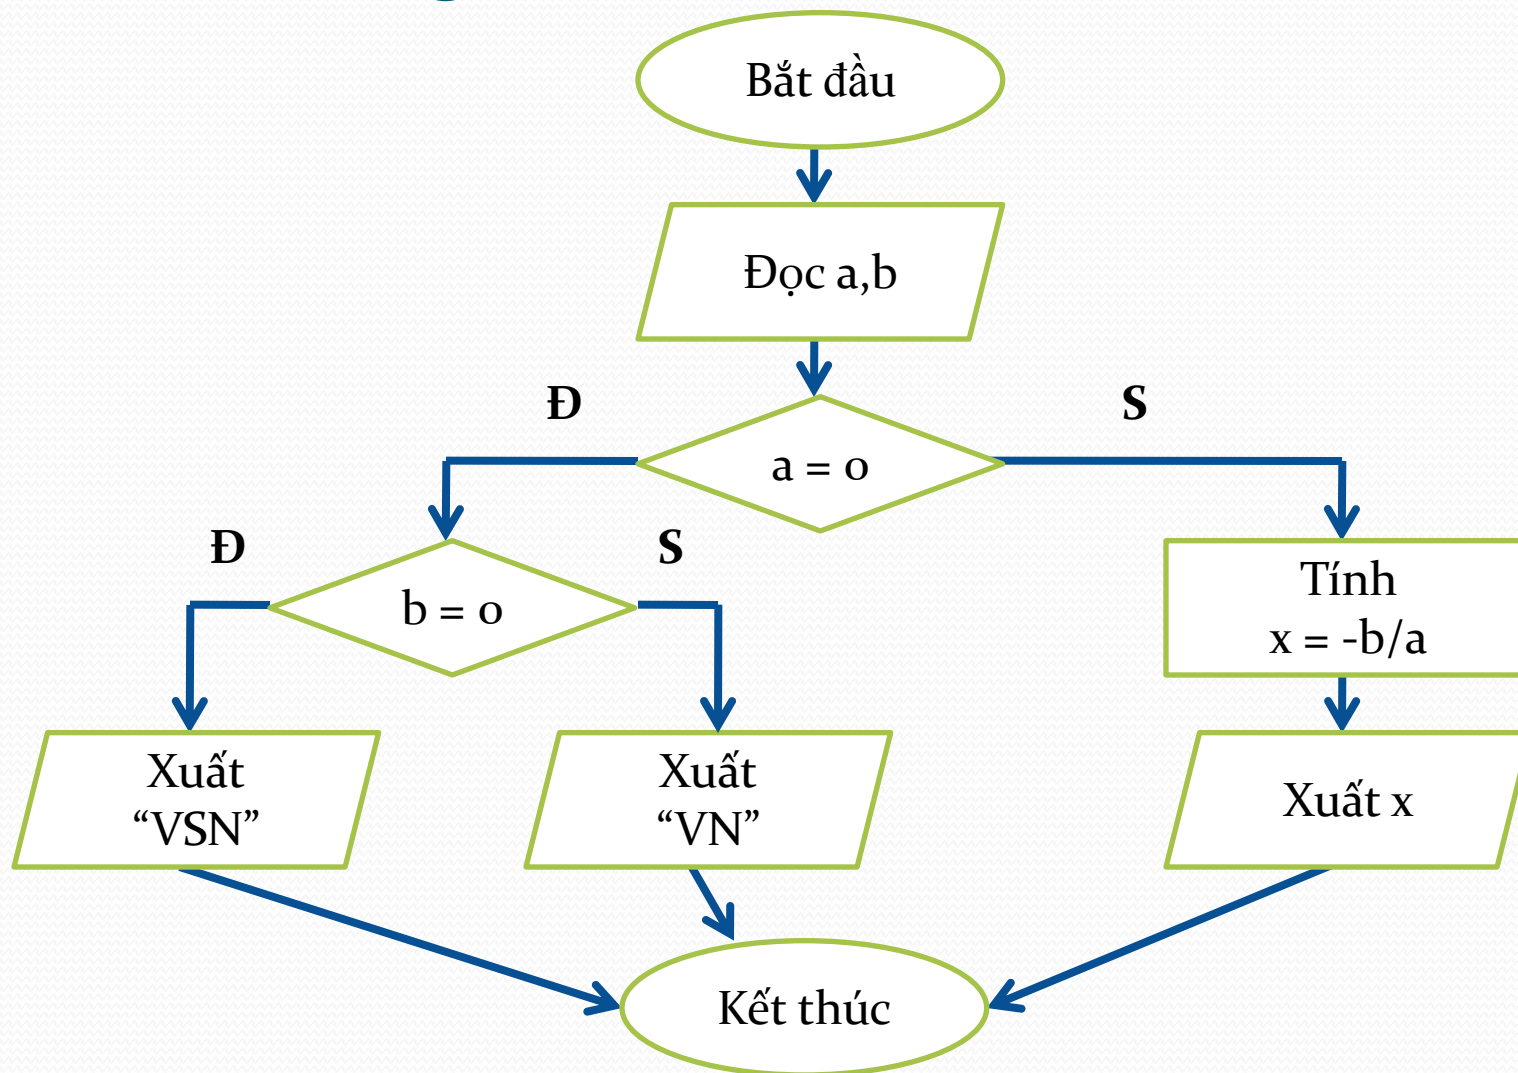 Bắt đầu
Đọc a,b
Đ
S
a = 0
Đ
S
b = 0
Tính
x = -b/a
Xuất
“VSN”
Xuất
“VN”
Xuất x
Kết thúc